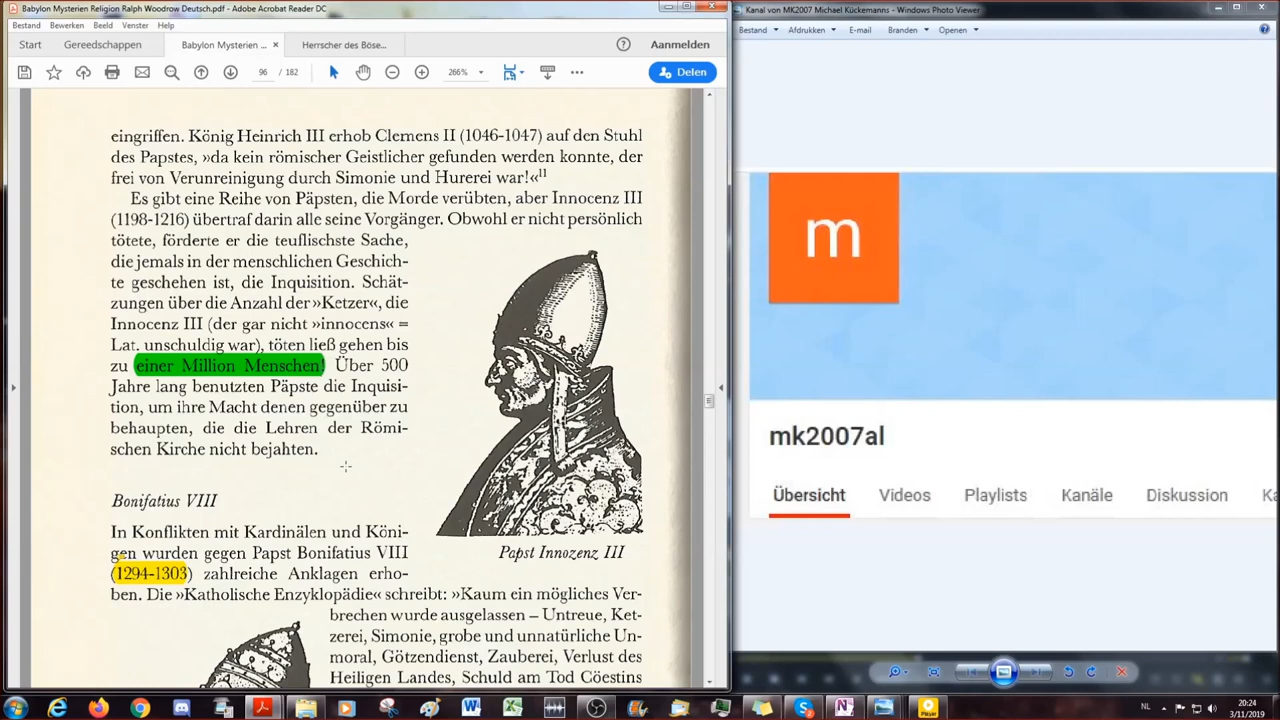 Babylon Mysterien Religion Ralph Woodrow Deutsch.pdf - Adobe Acrobat Reader DC
Bestand Bewerken Beeld Venster Help
Start Gereedschappen Babylon Mysterien ... × Herrscher des Böse... Aanmelden
96 / 182 266% Delen
eingriffen. König Heinrich III erhob Clemens II (1046-1047) auf den Stuhl
des Papstes, »da kein römischer Geistlicher gefunden werden konnte, der
frei von Verunreinigung durch Simonie und Hurerei war!«11
Es gibt eine Reihe von Päpsten, die Morde verübten, aber Innocenz III
(1198-1216) übertraf darin alle seine Vorgänger. Obwohl er nicht persönlich
tötete, förderte er die teuflischste Sache,
die jemals in der menschlichen Geschich-
te geschehen ist, die Inquisition. Schät-
zungen über die Anzahl der »Ketzer«, die
Innocenz III (der gar nicht »innocens« =
Lat. unschuldig war), töten ließ gehen bis
zu einer Million Menschen! Über 500
Jahre lang benutzten Päpste die Inquisi-
tion, um ihre Macht denen gegenüber zu
behaupten, die die Lehren der Römi-
schen Kirche nicht bejahten.
Bonifatius VIII
In Konflikten mit Kardinälen und Köni-
gen wurden gegen Papst Bonifatius VIII
(1294-1303) zahlreiche Anklagen erho-
ben. Die »Katholische Enzyklopädie« schreibt: »Kaum ein mögliches Ver-
brechen wurde ausgelassen – Untreue, Ket-
zerei, Simonie, grobe und unnatürliche Un-
moral, Götzendienst, Zauberei, Verlust des
Heiligen Landes, Schuld am Tod Cöestins
Papst Innozenz III
Kanal von MK2007 Michael Kückemanns - Windows Photo Viewer
Bestand Afdrukken E-mail Branden Openen
m
mk2007al
Übersicht Videos Playlists Kanäle Diskussion Ka
NL 20:24
3/11/2019
Player